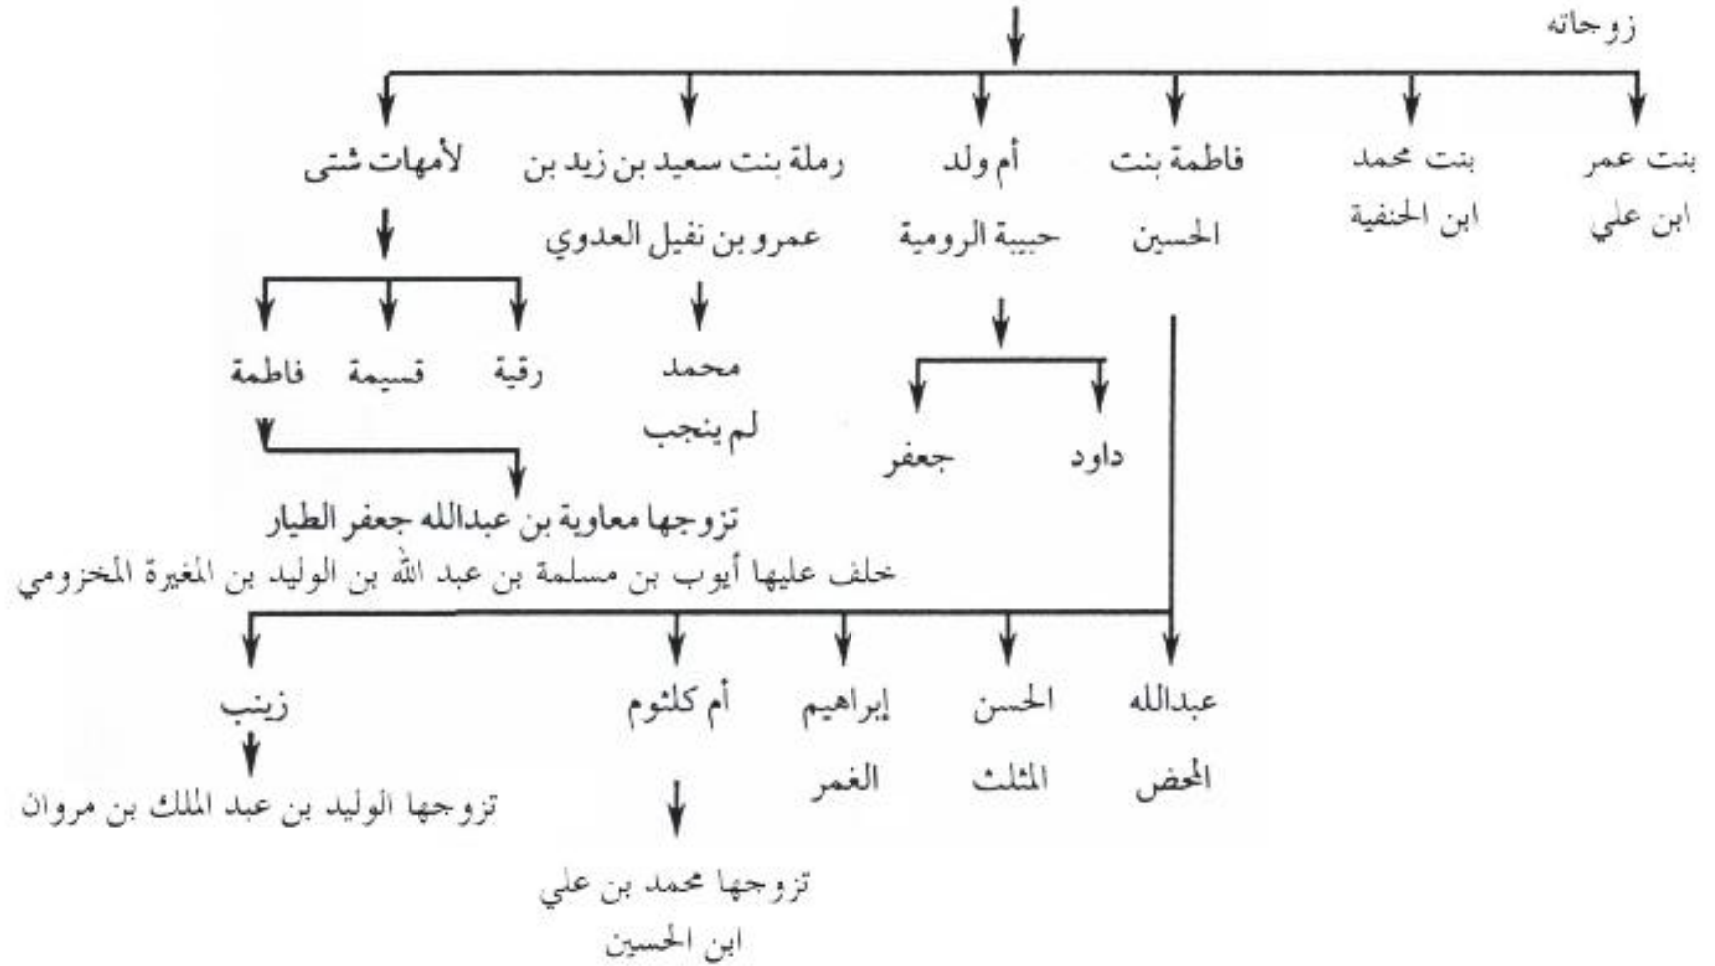 زوجاته
بنت عمر
ابن علي
بنت محمد
ابن الحنفية
فاطمة بنت
الحسين
أم ولد
حبيبة الرومية
رملة بنت سعيد بن زيد بن
عمرو بن نفيل العدوي
لأمهات شتى
داود
جعفر
محمد
لم ينجب
رقية
قسيمة
فاطمة
تزوجها معاوية بن عبدالله جعفر الطيار
خلف عليها أيوب بن مسلمة بن عبد الله بن الوليد بن المغيرة المخزومي
عبدالله
المحض
الحسن
المثلث
إبراهيم
الغمر
أم كلثوم
تزوجها محمد بن علي
ابن الحسين
زينب
تزوجها الوليد بن عبد الملك بن مروان